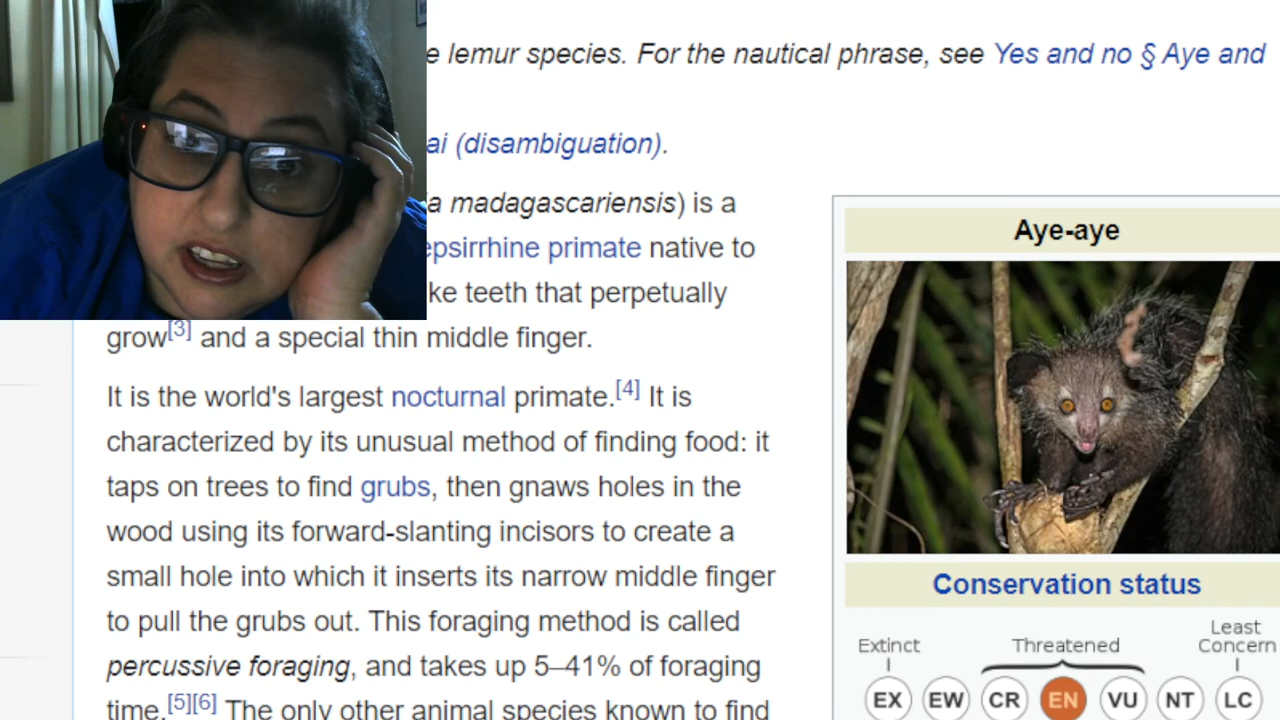 e lemur species. For the nautical phrase, see Yes and no § Aye and
ai (disambiguation).
a madagascariensis) is a
epsirrhine primate native to
ke teeth that perpetually
grow[3] and a special thin middle finger.
It is the world's largest nocturnal primate.[4] It is
characterized by its unusual method of finding food: it
taps on trees to find grubs, then gnaws holes in the
wood using its forward-slanting incisors to create a
small hole into which it inserts its narrow middle finger
to pull the grubs out. This foraging method is called
percussive foraging, and takes up 5–41% of foraging
time.[5][6] The only other animal species known to find
Aye-aye
Conservation status
Extinct Threatened Least Concern
EX EW CR EN VU NT LC